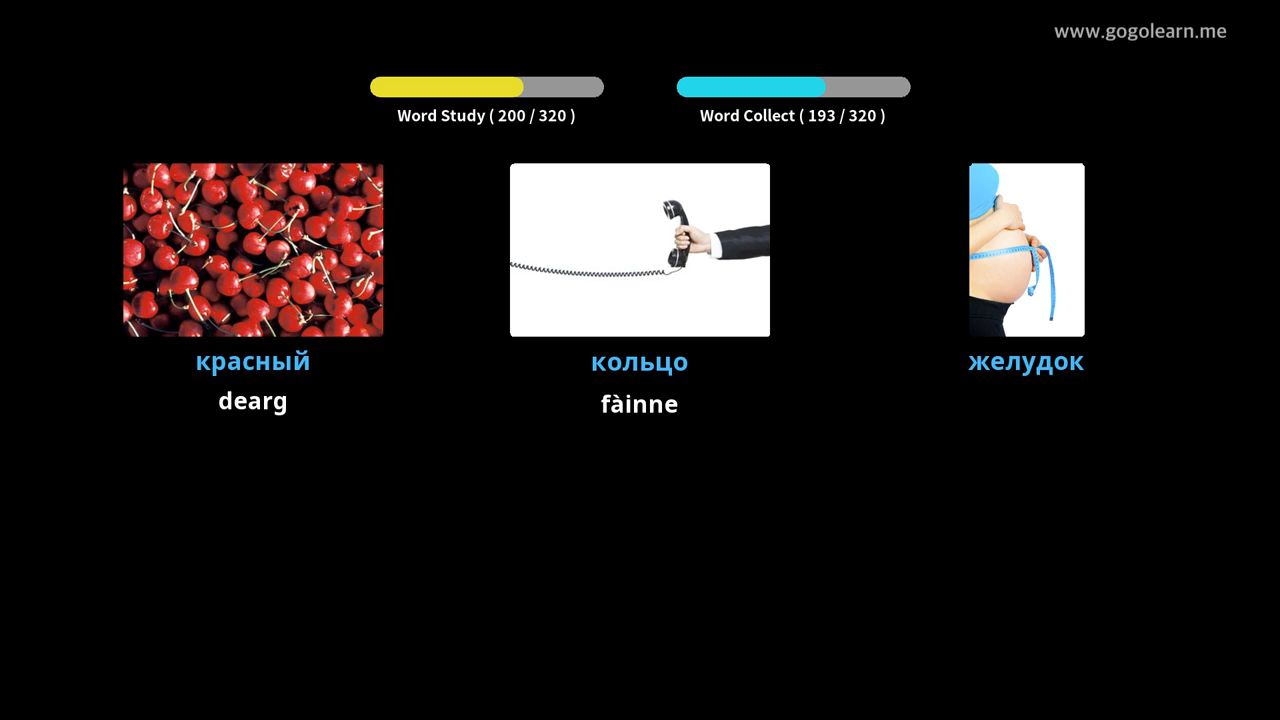 www.gogolearn.me
Word Study ( 200 / 320 )
Word Collect ( 193 / 320 )
красный
кольцо
желудок
dearg
fàinne